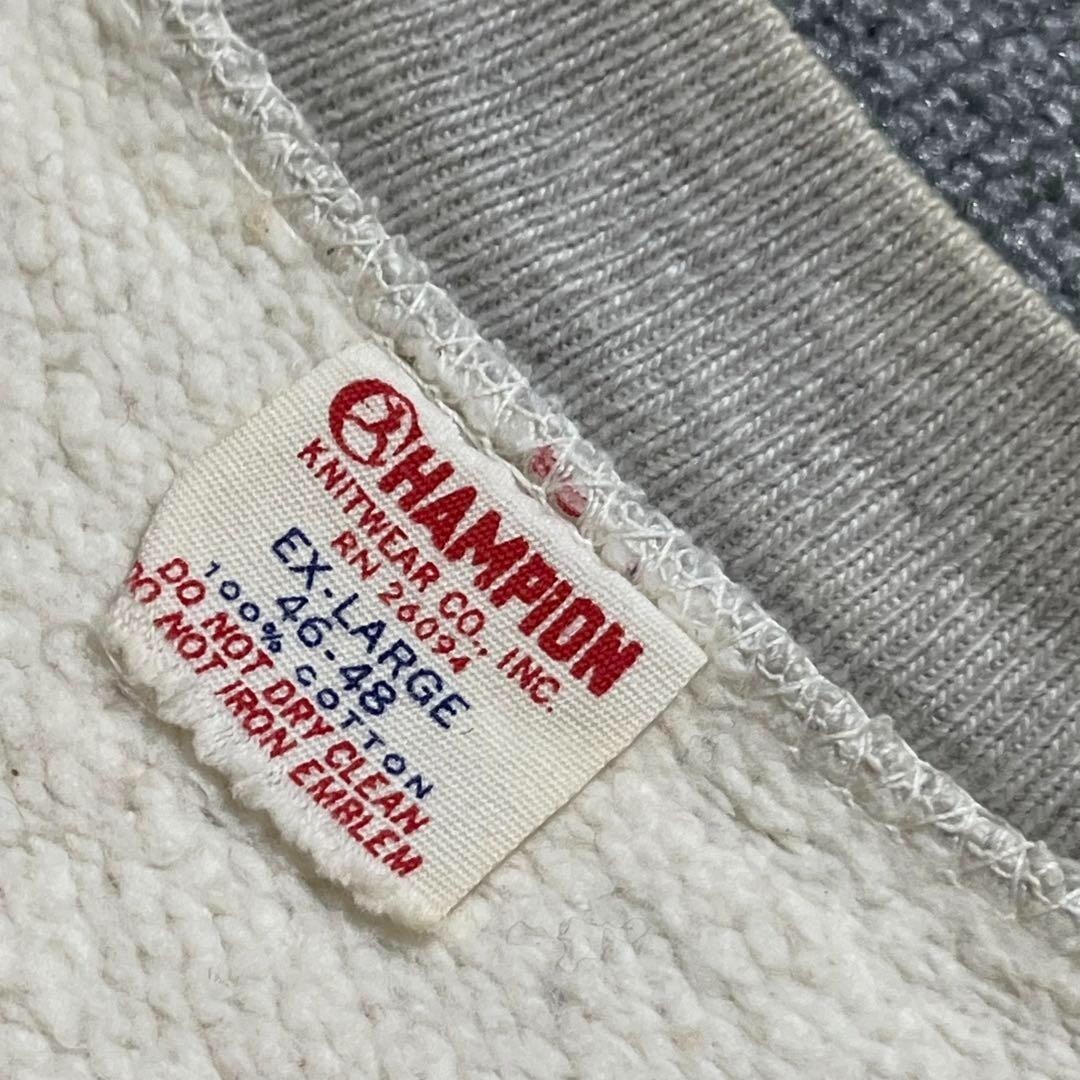 CHAMPION
KNITWEAR CO., INC.
RN 26094
EX-LARGE
46-48
100% COTTON
DO NOT DRY CLEAN
DO NOT IRON EMBLEM